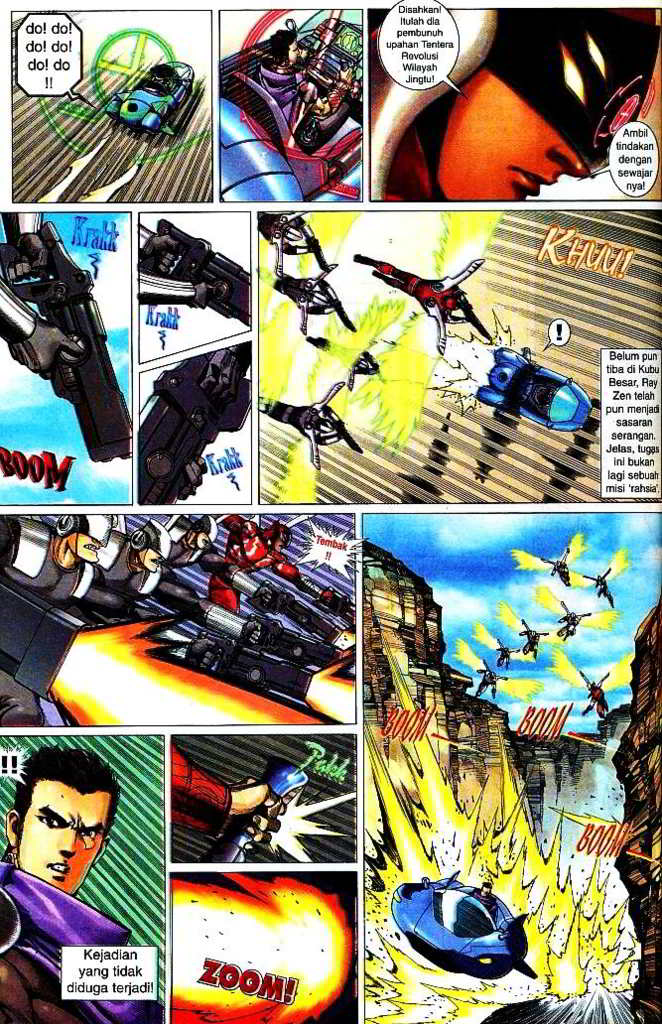 do! do!
do! do!
do! do
!!
Disahkan!
Itulah dia
pembunuh
upahan Tentera
Revolusi
Wilayah
Jingtu!
Ambil
tindakan
dengan
sewajar
nya!
Krakk
BOOM
Krakk
Krakk
KHUU!
!
Belum pun
tiba di Kubu
Besar, Ray
Zen telah
pun menjadi
sasaran
serangan.
Jelas, tugas
ini bukan
lagi sebuah
misi 'rahsia'.
Tembak
!!
BOOM
BOOM
BOOM
!!
Kejadian
yang tidak
diduga terjadi!
Pakk
ZOOM!